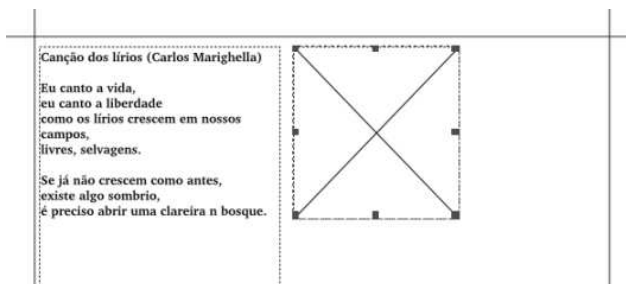 Canção dos lírios (Carlos Marighella)
Eu canto a vida,
eu canto a liberdade
como os lírios crescem em nossos
campos,
livres, selvagens.
Se já não crescem como antes,
existe algo sombrio,
é preciso abrir uma clareira n bosque.